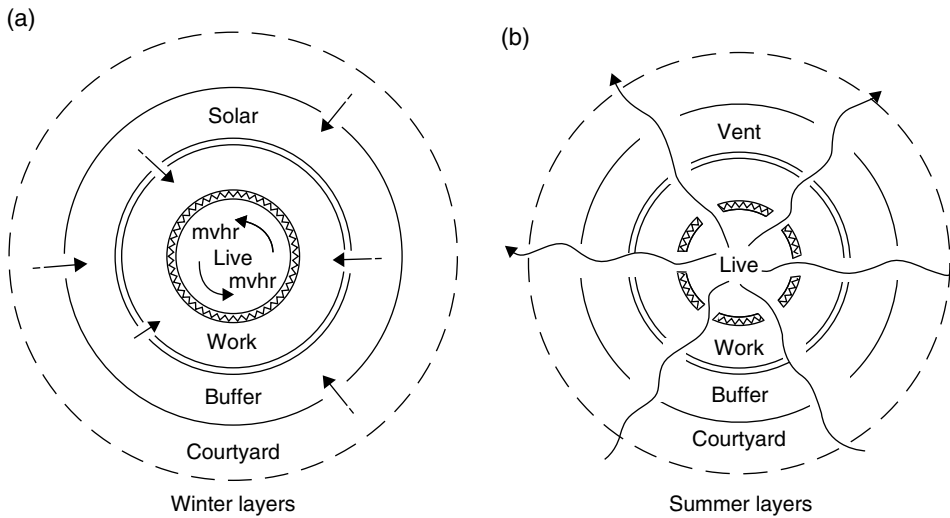 (a)
Solar
mvhr
Live
mvhr
Work
Buffer
Courtyard
Winter layers
(b)
Vent
Live
Work
Buffer
Courtyard
Summer layers